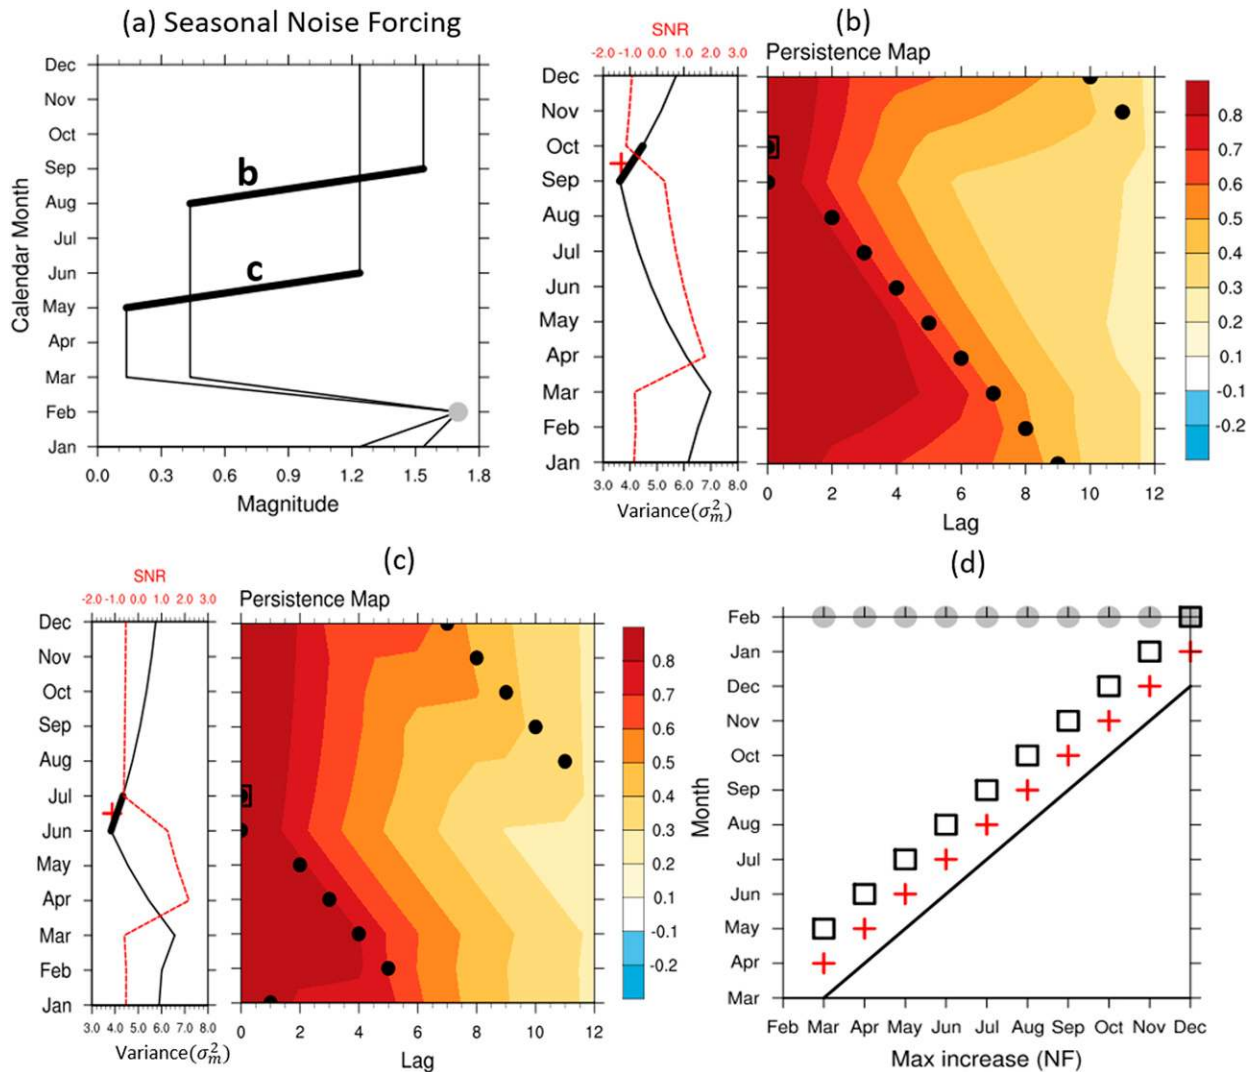 (a) Seasonal Noise Forcing
Calendar Month
Dec
Nov
Oct
Sep
Aug
Jul
Jun
May
Apr
Mar
Feb
Jan
b
c
0.0 0.3 0.6 0.9 1.2 1.5 1.8
Magnitude
(b)
SNR
-2.0 -1.0 0.0 1.0 2.0 3.0
Persistence Map
Dec
Nov
Oct
Sep
Aug
Jul
Jun
May
Apr
Mar
Feb
Jan
3.0 4.0 5.0 6.0 7.0 8.0
Variance(σ²ₘ)
0 2 4 6 8 10 12
Lag
0.8
0.7
0.6
0.5
0.4
0.3
0.2
0.1
-0.1
-0.2
(c)
SNR
-2.0 -1.0 0.0 1.0 2.0 3.0
Persistence Map
Dec
Nov
Oct
Sep
Aug
Jul
Jun
May
Apr
Mar
Feb
Jan
3.0 4.0 5.0 6.0 7.0 8.0
Variance(σ²ₘ)
0 2 4 6 8 10 12
Lag
0.8
0.7
0.6
0.5
0.4
0.3
0.2
0.1
-0.1
-0.2
(d)
Month
Feb
Jan
Dec
Nov
Oct
Sep
Aug
Jul
Jun
May
Apr
Mar
Feb Mar Apr May Jun Jul Aug Sep Oct Nov Dec
Max increase (NF)